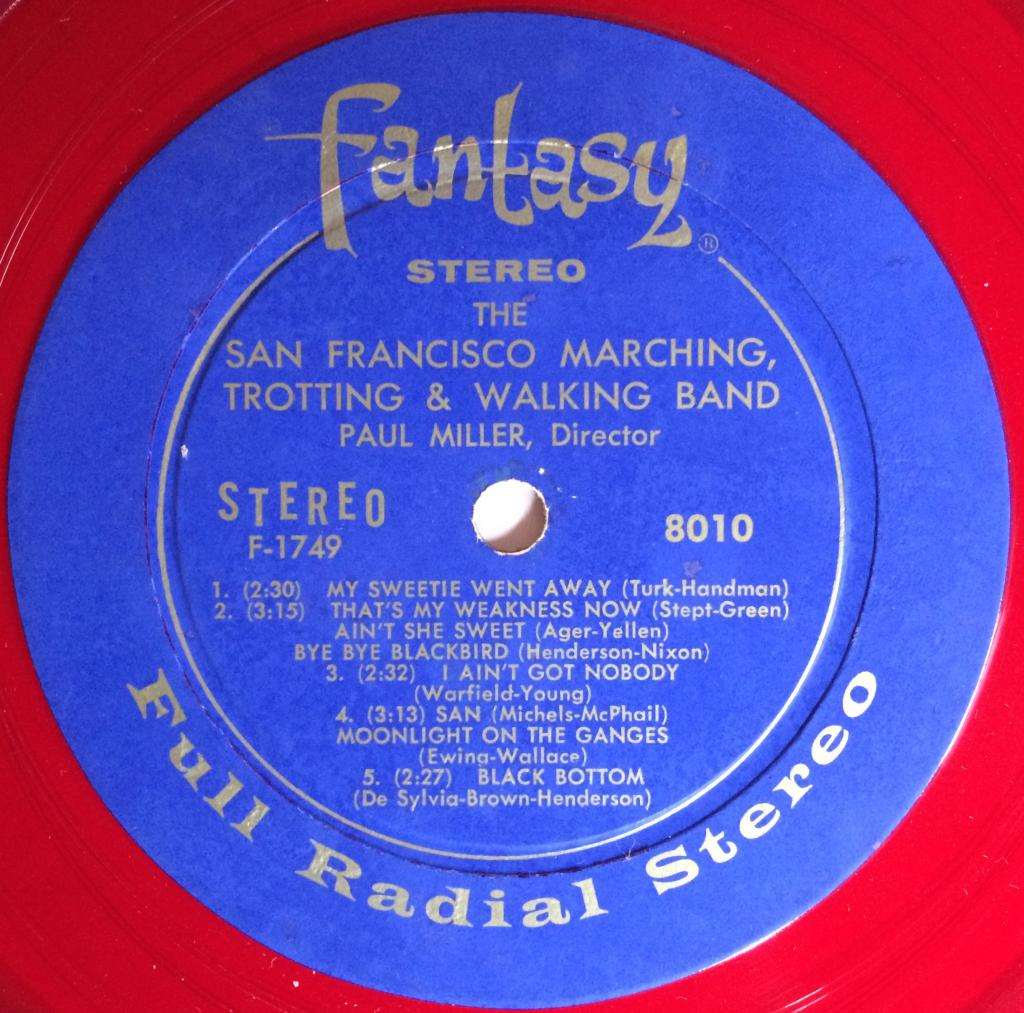 Fantasy ®
STEREO
THE
SAN FRANCISCO MARCHING,
TROTTING & WALKING BAND
PAUL MILLER, Director
STEREO
F-1749
8010
1. (2:30) MY SWEETIE WENT AWAY (Turk-Handman)
2. (3:15) THAT'S MY WEAKNESS NOW (Stept-Green)
AIN'T SHE SWEET (Ager-Yellen)
BYE BYE BLACKBIRD (Henderson-Nixon)
3. (2:32) I AIN'T GOT NOBODY
(Warfield-Young)
4. (3:13) SAN (Michels-McPhail)
MOONLIGHT ON THE GANGES
(Ewing-Wallace)
5. (2:27) BLACK BOTTOM
(De Sylvia-Brown-Henderson)
Full Radial Stereo